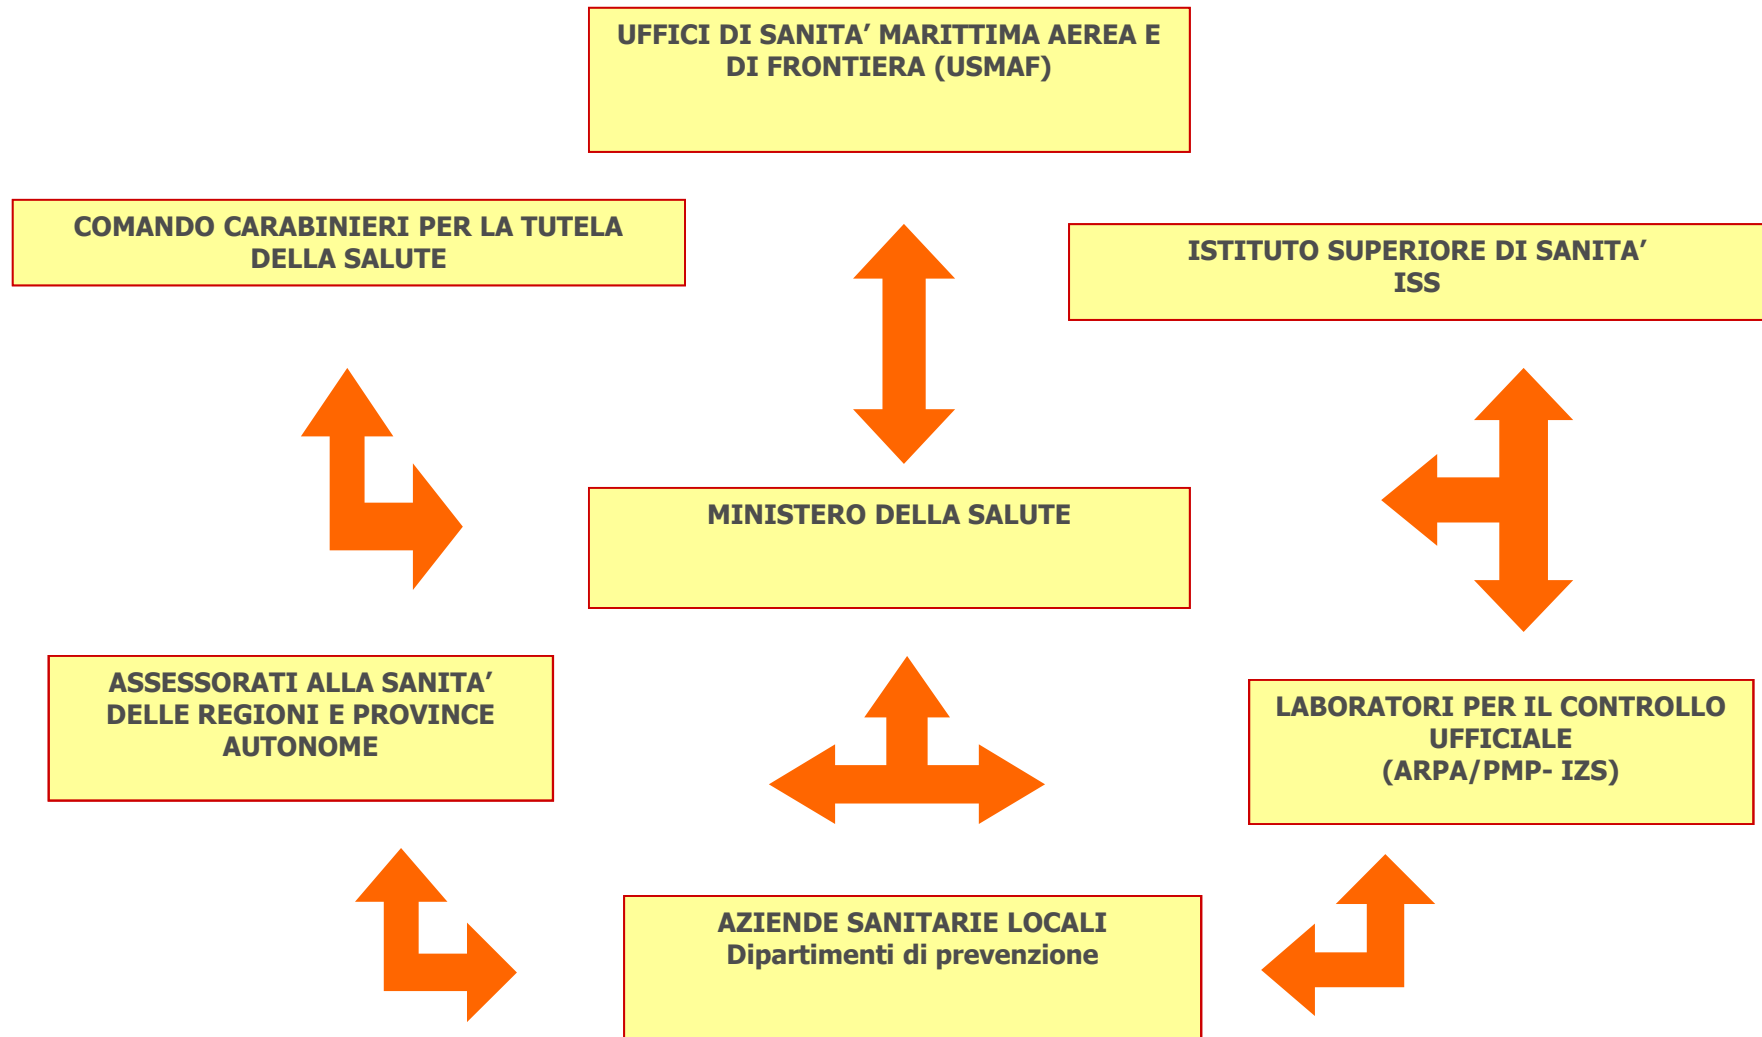 UFFICI DI SANITA’ MARITTIMA AEREA E
DI FRONTIERA (USMAF)
COMANDO CARABINIERI PER LA TUTELA
DELLA SALUTE
ISTITUTO SUPERIORE DI SANITA’
ISS
MINISTERO DELLA SALUTE
ASSESSORATI ALLA SANITA’
DELLE REGIONI E PROVINCE
AUTONOME
LABORATORI PER IL CONTROLLO
UFFICIALE
(ARPA/PMP- IZS)
AZIENDE SANITARIE LOCALI
Dipartimenti di prevenzione